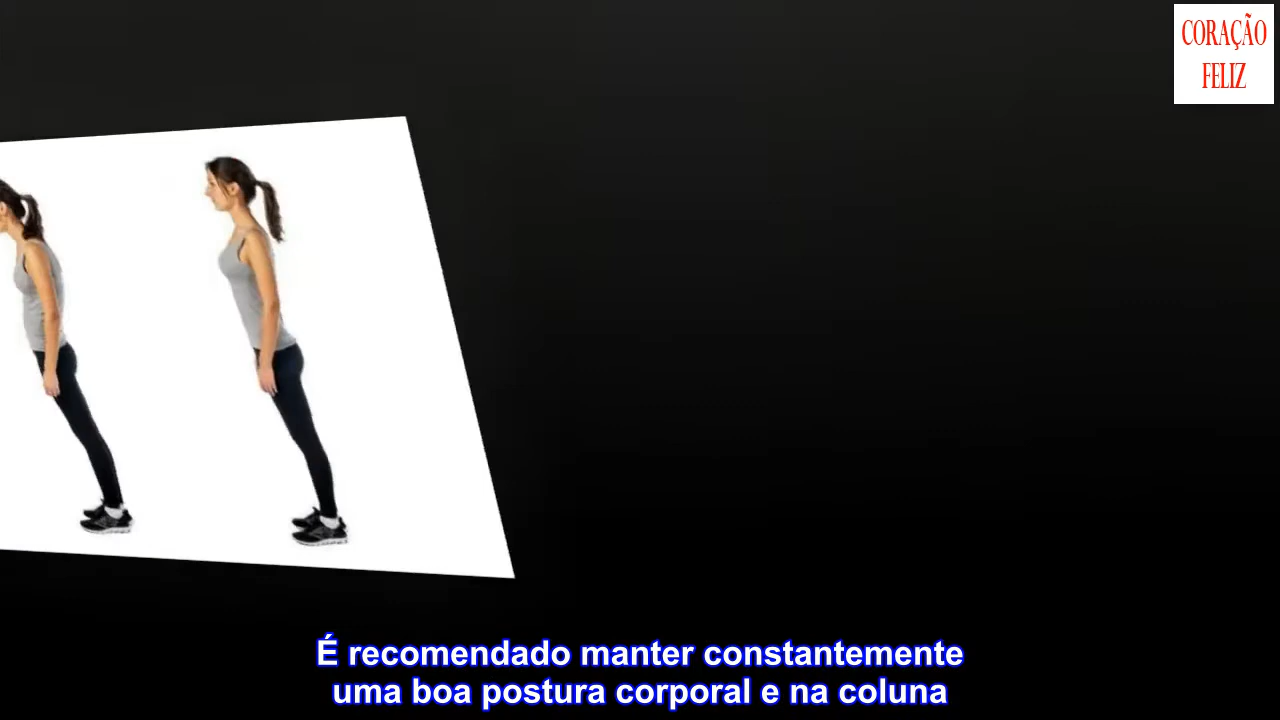 CORAÇÃO
FELIZ
É recomendado manter constantemente
uma boa postura corporal e na coluna